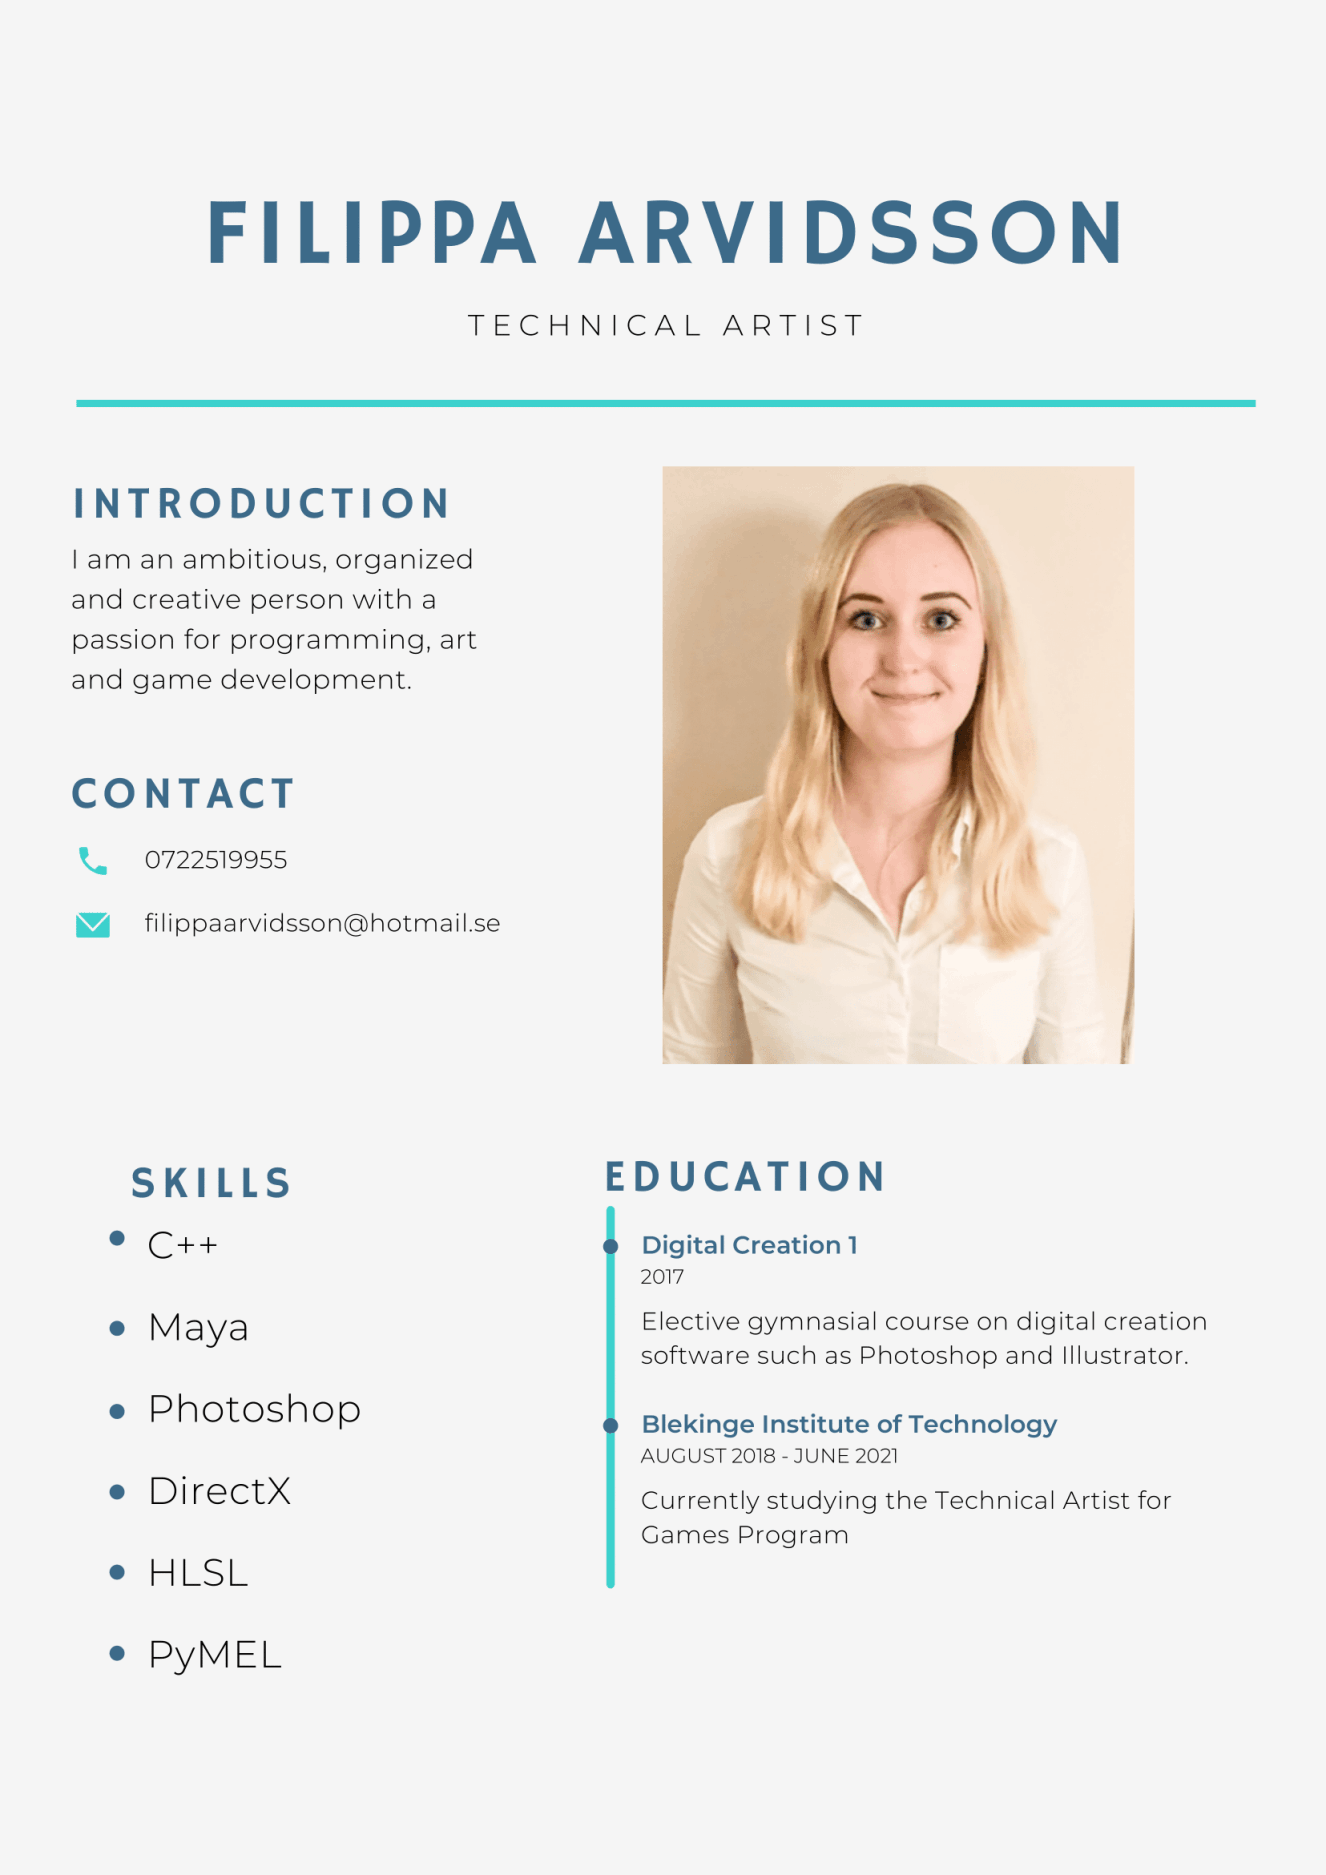 FILIPPA ARVIDSSON
TECHNICAL ARTIST
INTRODUCTION
I am an ambitious, organized
and creative person with a
passion for programming, art
and game development.
CONTACT
0722519955
filippaarvidsson@hotmail.se
SKILLS
C++
Maya
Photoshop
DirectX
HLSL
PyMEL
EDUCATION
Digital Creation 1
2017
Elective gymnasial course on digital creation
software such as Photoshop and Illustrator.
Blekinge Institute of Technology
AUGUST 2018 - JUNE 2021
Currently studying the Technical Artist for
Games Program